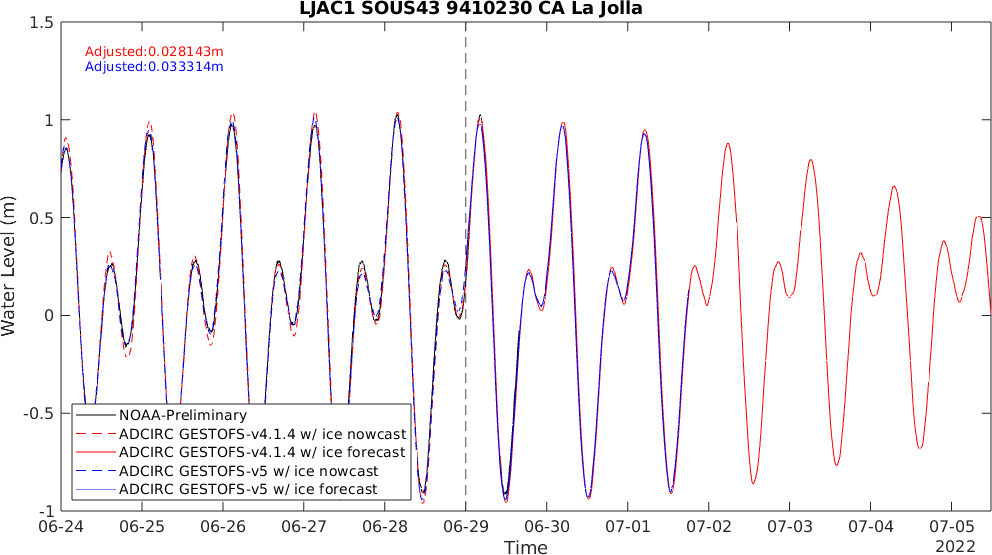 LJAC1 SOUS43 9410230 CA La Jolla
1.5
Adjusted:0.028143m
Adjusted:0.033314m
1
0.5
Water Level (m)
0
-0.5
NOAA-Preliminary
ADCIRC GESTOFS-v4.1.4 w/ ice nowcast
ADCIRC GESTOFS-v4.1.4 w/ ice forecast
ADCIRC GESTOFS-v5 w/ ice nowcast
ADCIRC GESTOFS-v5 w/ ice forecast
-1
06-24 06-25 06-26 06-27 06-28 06-29 06-30 07-01 07-02 07-03 07-04 07-05
Time
2022